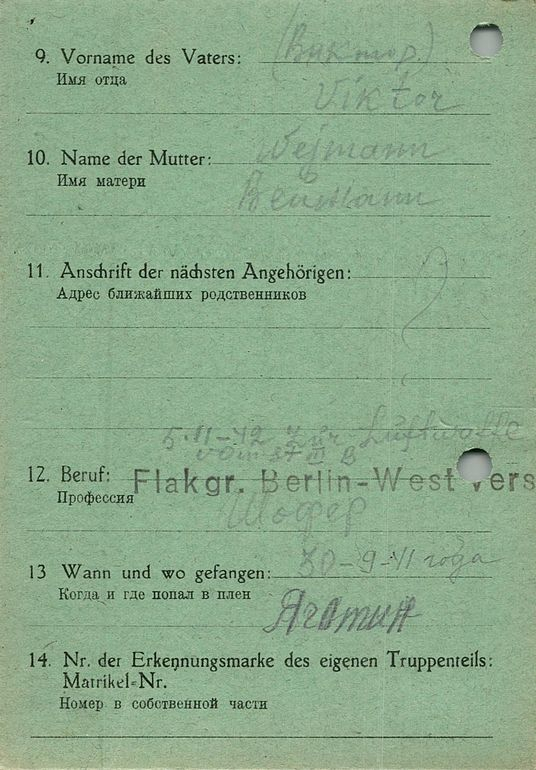 9. Vorname des Vaters: (Виктор)
Имя отца
Viktor
10. Name der Mutter: Wejmann
Имя матери
11. Anschrift der nächsten Angehörigen: ?
Адрес ближайших родственников
5-11-42 zur Luftwaffe
vom III B
12. Beruf: Flakgr. Berlin-West vers
Профессия
Шофер
13 Wann und wo gefangen: 30-9-41 года
Когда и где попал в плен
14. Nr. der Erkennungsmarke des eigenen Truppenteils:
Matrikel-Nr.
Номер в собственной части